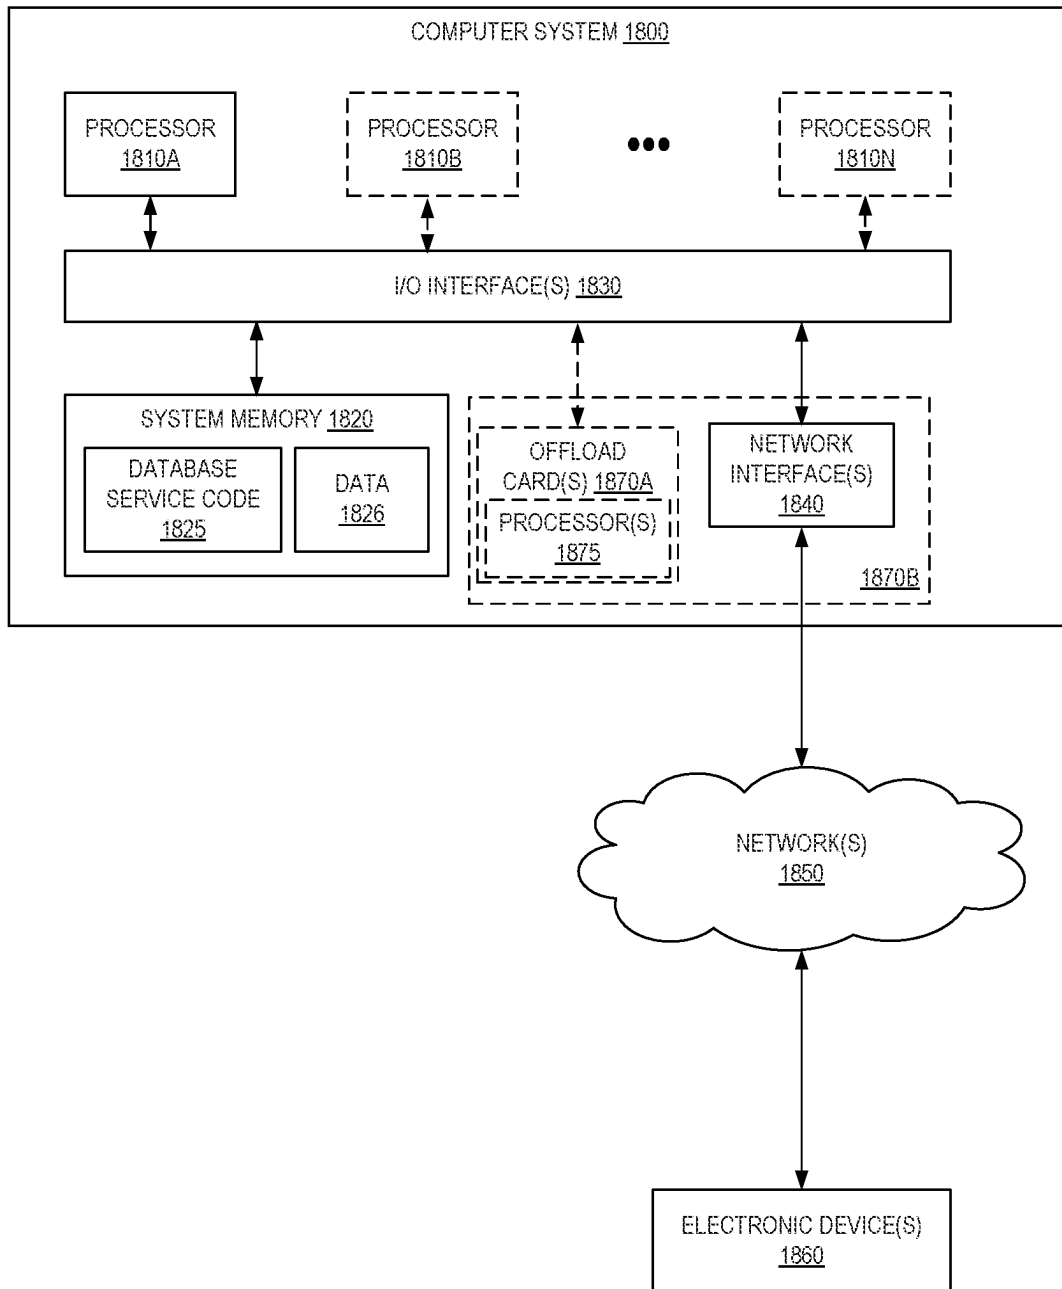 COMPUTER SYSTEM 1800
PROCESSOR
1810A
PROCESSOR
1810B
PROCESSOR
1810N
I/O INTERFACE(S) 1830
SYSTEM MEMORY 1820
DATABASE
SERVICE CODE
1825
DATA
1826
OFFLOAD
CARD(S) 1870A
PROCESSOR(S)
1875
NETWORK
INTERFACE(S)
1840
1870B
NETWORK(S)
1850
ELECTRONIC DEVICE(S)
1860